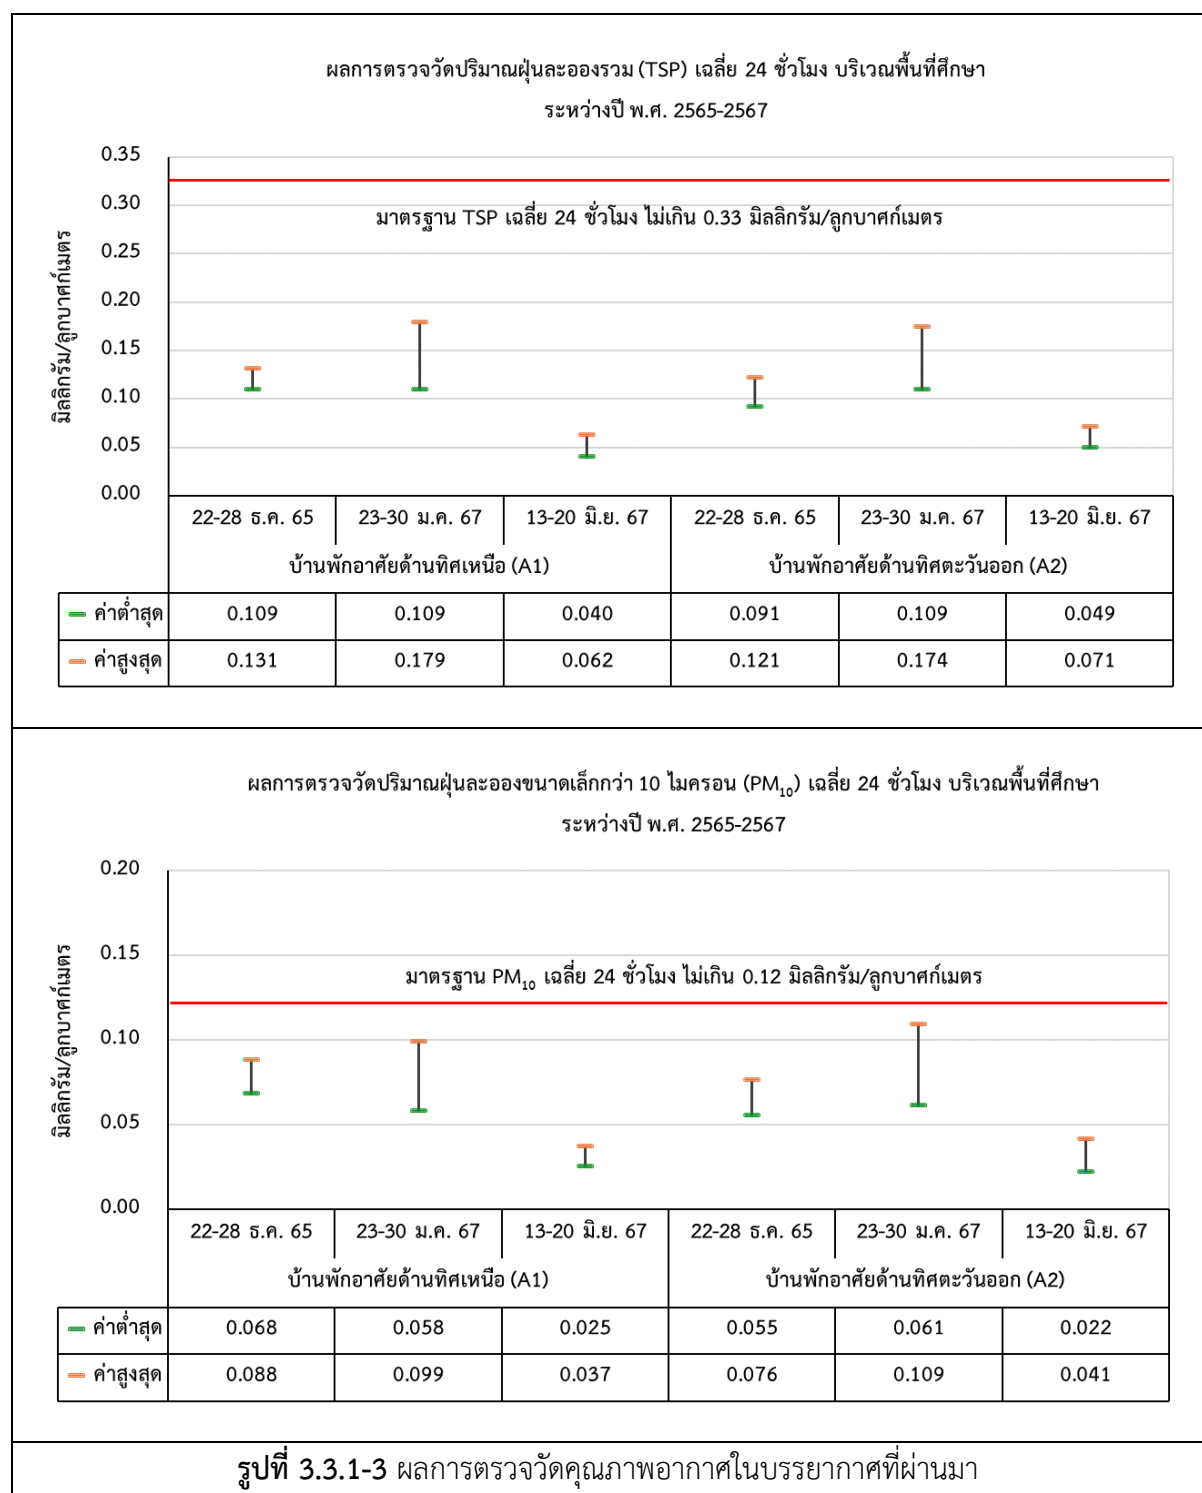 ผลการตรวจวัดปริมาณฝุ่นละอองรวม (TSP) เฉลี่ย 24 ชั่วโมง บริเวณพื้นที่ศึกษา
ระหว่างปี พ.ศ. 2565-2567
มิลลิกรัม/ลูกบาศก์เมตร
0.35
0.30
0.25
0.20
0.15
0.10
0.05
0.00
มาตรฐาน TSP เฉลี่ย 24 ชั่วโมง ไม่เกิน 0.33 มิลลิกรัม/ลูกบาศก์เมตร
22-28 ธ.ค. 65 23-30 ม.ค. 67 13-20 มิ.ย. 67 22-28 ธ.ค. 65 23-30 ม.ค. 67 13-20 มิ.ย. 67
บ้านพักอาศัยด้านทิศเหนือ (A1) บ้านพักอาศัยด้านทิศตะวันออก (A2)
ค่าต่ำสุด 0.109 0.109 0.040 0.091 0.109 0.049
ค่าสูงสุด 0.131 0.179 0.062 0.121 0.174 0.071
ผลการตรวจวัดปริมาณฝุ่นละอองขนาดเล็กกว่า 10 ไมครอน (PM₁₀) เฉลี่ย 24 ชั่วโมง บริเวณพื้นที่ศึกษา
ระหว่างปี พ.ศ. 2565-2567
มิลลิกรัม/ลูกบาศก์เมตร
0.20
0.15
0.10
0.05
0.00
มาตรฐาน PM₁₀ เฉลี่ย 24 ชั่วโมง ไม่เกิน 0.12 มิลลิกรัม/ลูกบาศก์เมตร
22-28 ธ.ค. 65 23-30 ม.ค. 67 13-20 มิ.ย. 67 22-28 ธ.ค. 65 23-30 ม.ค. 67 13-20 มิ.ย. 67
บ้านพักอาศัยด้านทิศเหนือ (A1) บ้านพักอาศัยด้านทิศตะวันออก (A2)
ค่าต่ำสุด 0.068 0.058 0.025 0.055 0.061 0.022
ค่าสูงสุด 0.088 0.099 0.037 0.076 0.109 0.041
รูปที่ 3.3.1-3 ผลการตรวจวัดคุณภาพอากาศในบรรยากาศที่ผ่านมา